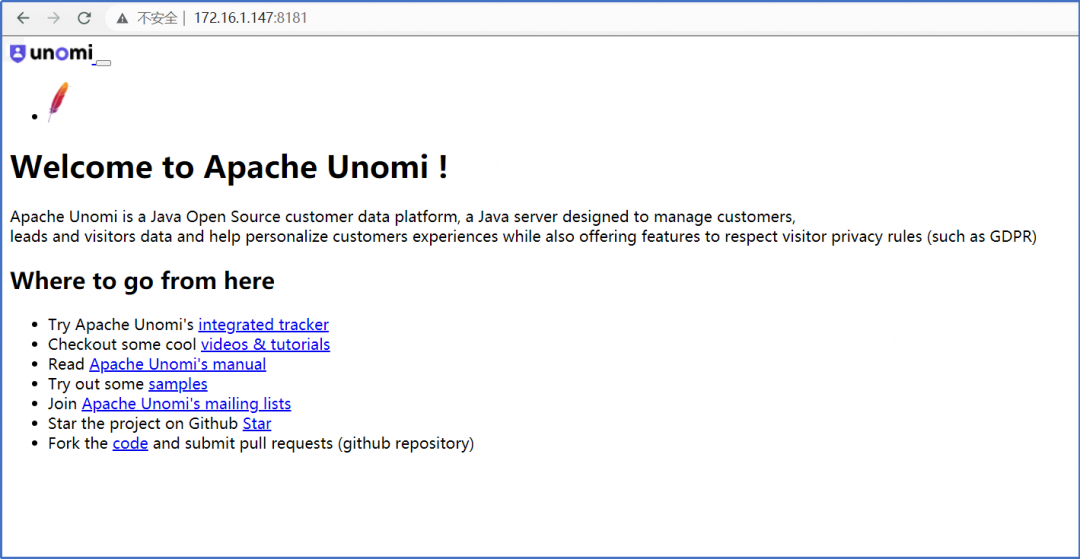 不安全 | 172.16.1.147:8181
unomi
Welcome to Apache Unomi !
Apache Unomi is a Java Open Source customer data platform, a Java server designed to manage customers,
leads and visitors data and help personalize customers experiences while also offering features to respect visitor privacy rules (such as GDPR)
Where to go from here
Try Apache Unomi's integrated tracker
Checkout some cool videos & tutorials
Read Apache Unomi's manual
Try out some samples
Join Apache Unomi's mailing lists
Star the project on Github Star
Fork the code and submit pull requests (github repository)